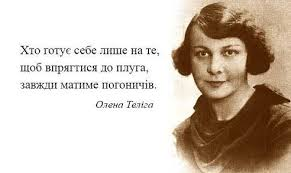 Хто готує себе лише на те,
щоб впрягтися до плуга,
завжди матиме погоничів.
Олена Теліга